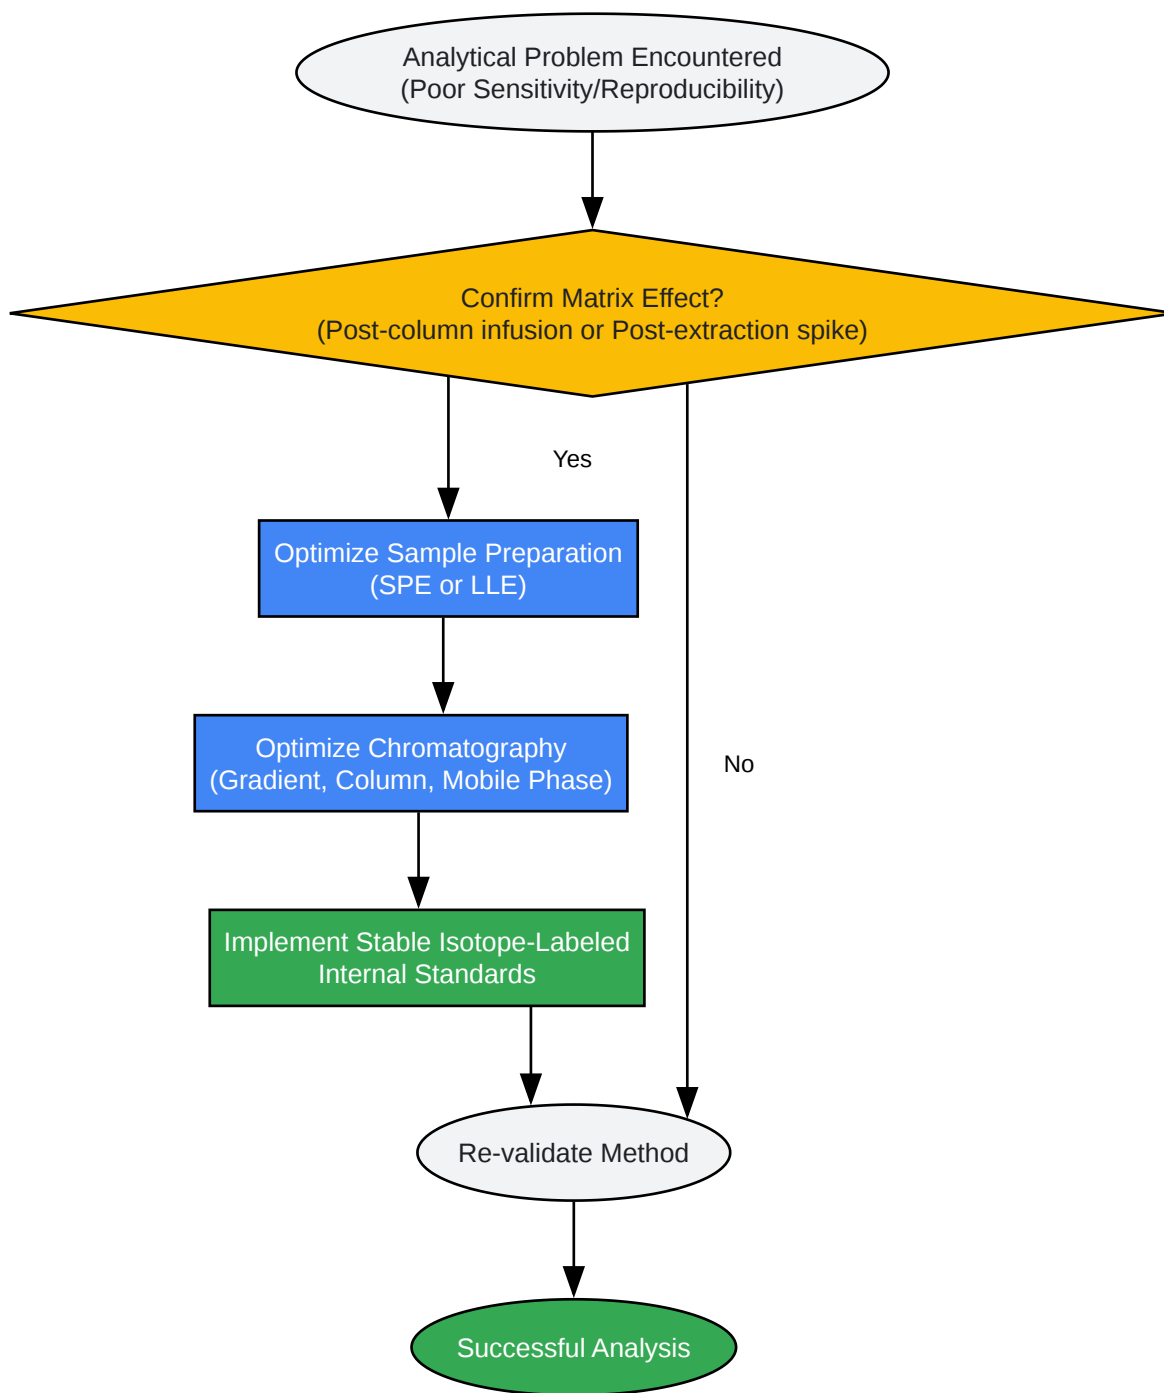 Analytical Problem Encountered
(Poor Sensitivity/Reproducibility)
Confirm Matrix Effect?
(Post-column infusion or Post-extraction spike)
Yes
Optimize Sample Preparation
(SPE or LLE)
Optimize Chromatography
(Gradient, Column, Mobile Phase)
No
Implement Stable Isotope-Labeled
Internal Standards
Re-validate Method
Successful Analysis